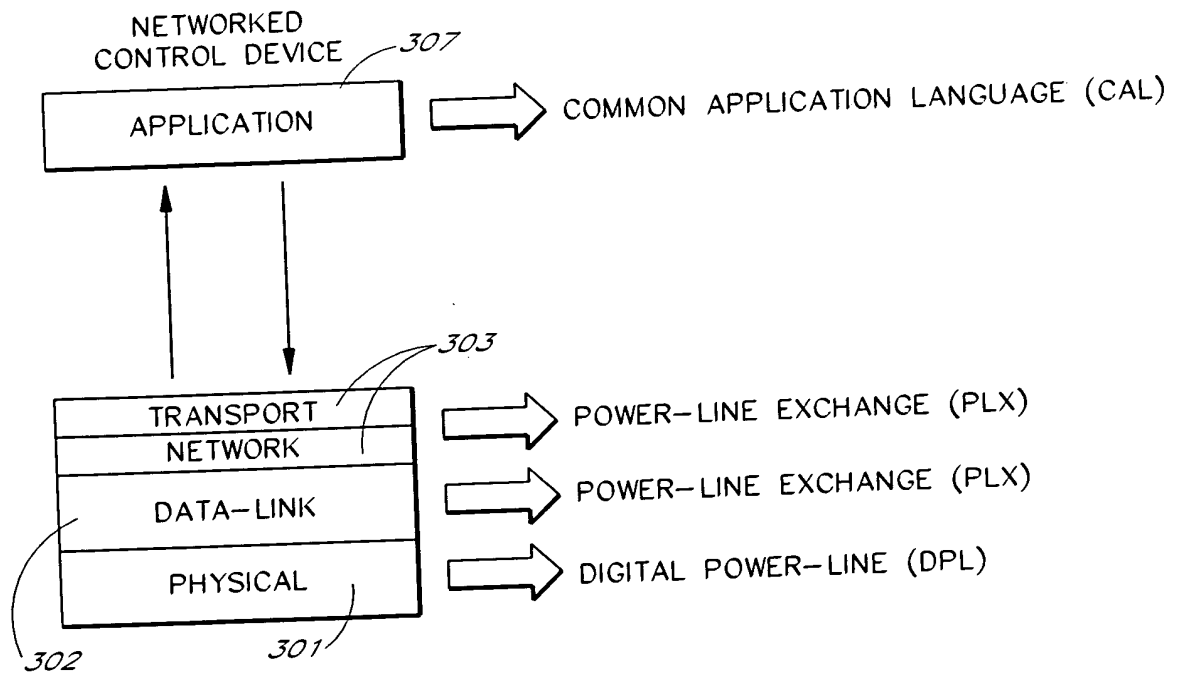 NETWORKED
CONTROL DEVICE
307
APPLICATION
COMMON APPLICATION LANGUAGE (CAL)
303
TRANSPORT
POWER-LINE EXCHANGE (PLX)
NETWORK
DATA-LINK
POWER-LINE EXCHANGE (PLX)
PHYSICAL
DIGITAL POWER-LINE (DPL)
301
302